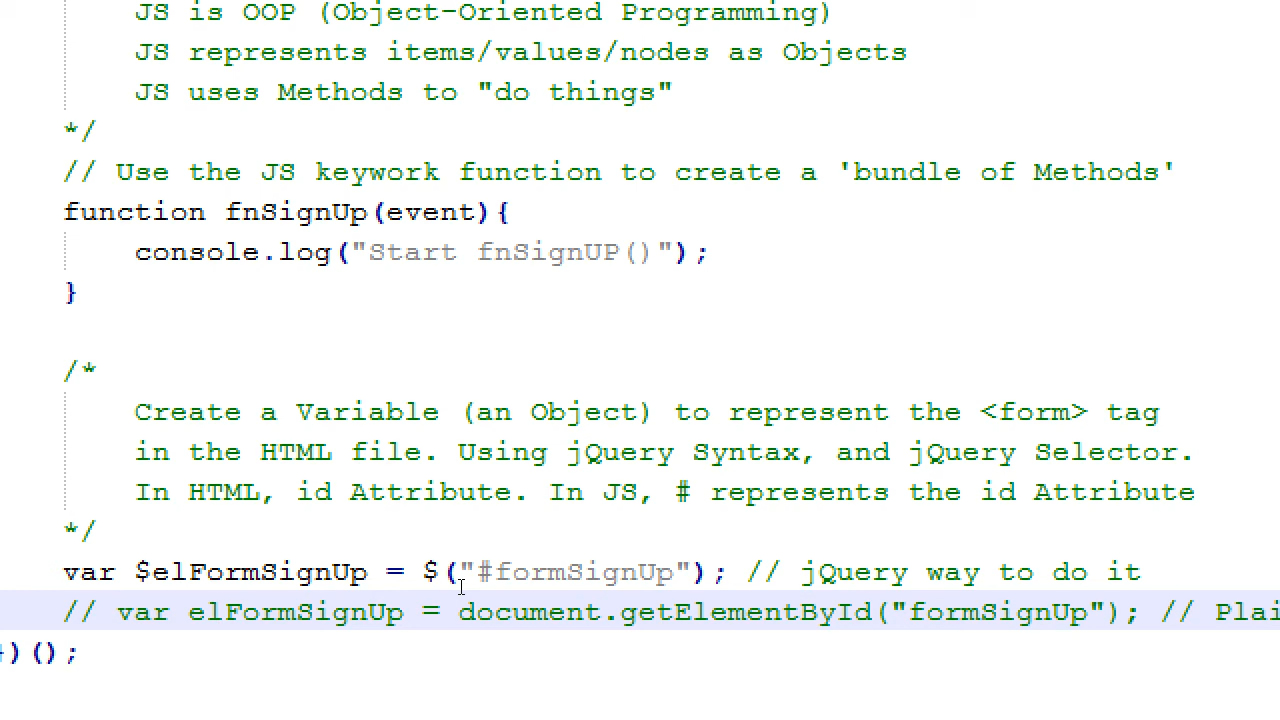 JS is OOP (Object-Oriented Programming)
JS represents items/values/nodes as Objects
JS uses Methods to "do things"
*/
// Use the JS keywork function to create a 'bundle of Methods'
function fnSignUp(event){
console.log("Start fnSignUP()");
}
/*
Create a Variable (an Object) to represent the <form> tag
in the HTML file. Using jQuery Syntax, and jQuery Selector.
In HTML, id Attribute. In JS, # represents the id Attribute
*/
var $elFormSignUp = $("#formSignUp"); // jQuery way to do it
// var elFormSignUp = document.getElementById("formSignUp"); // Plai
})();